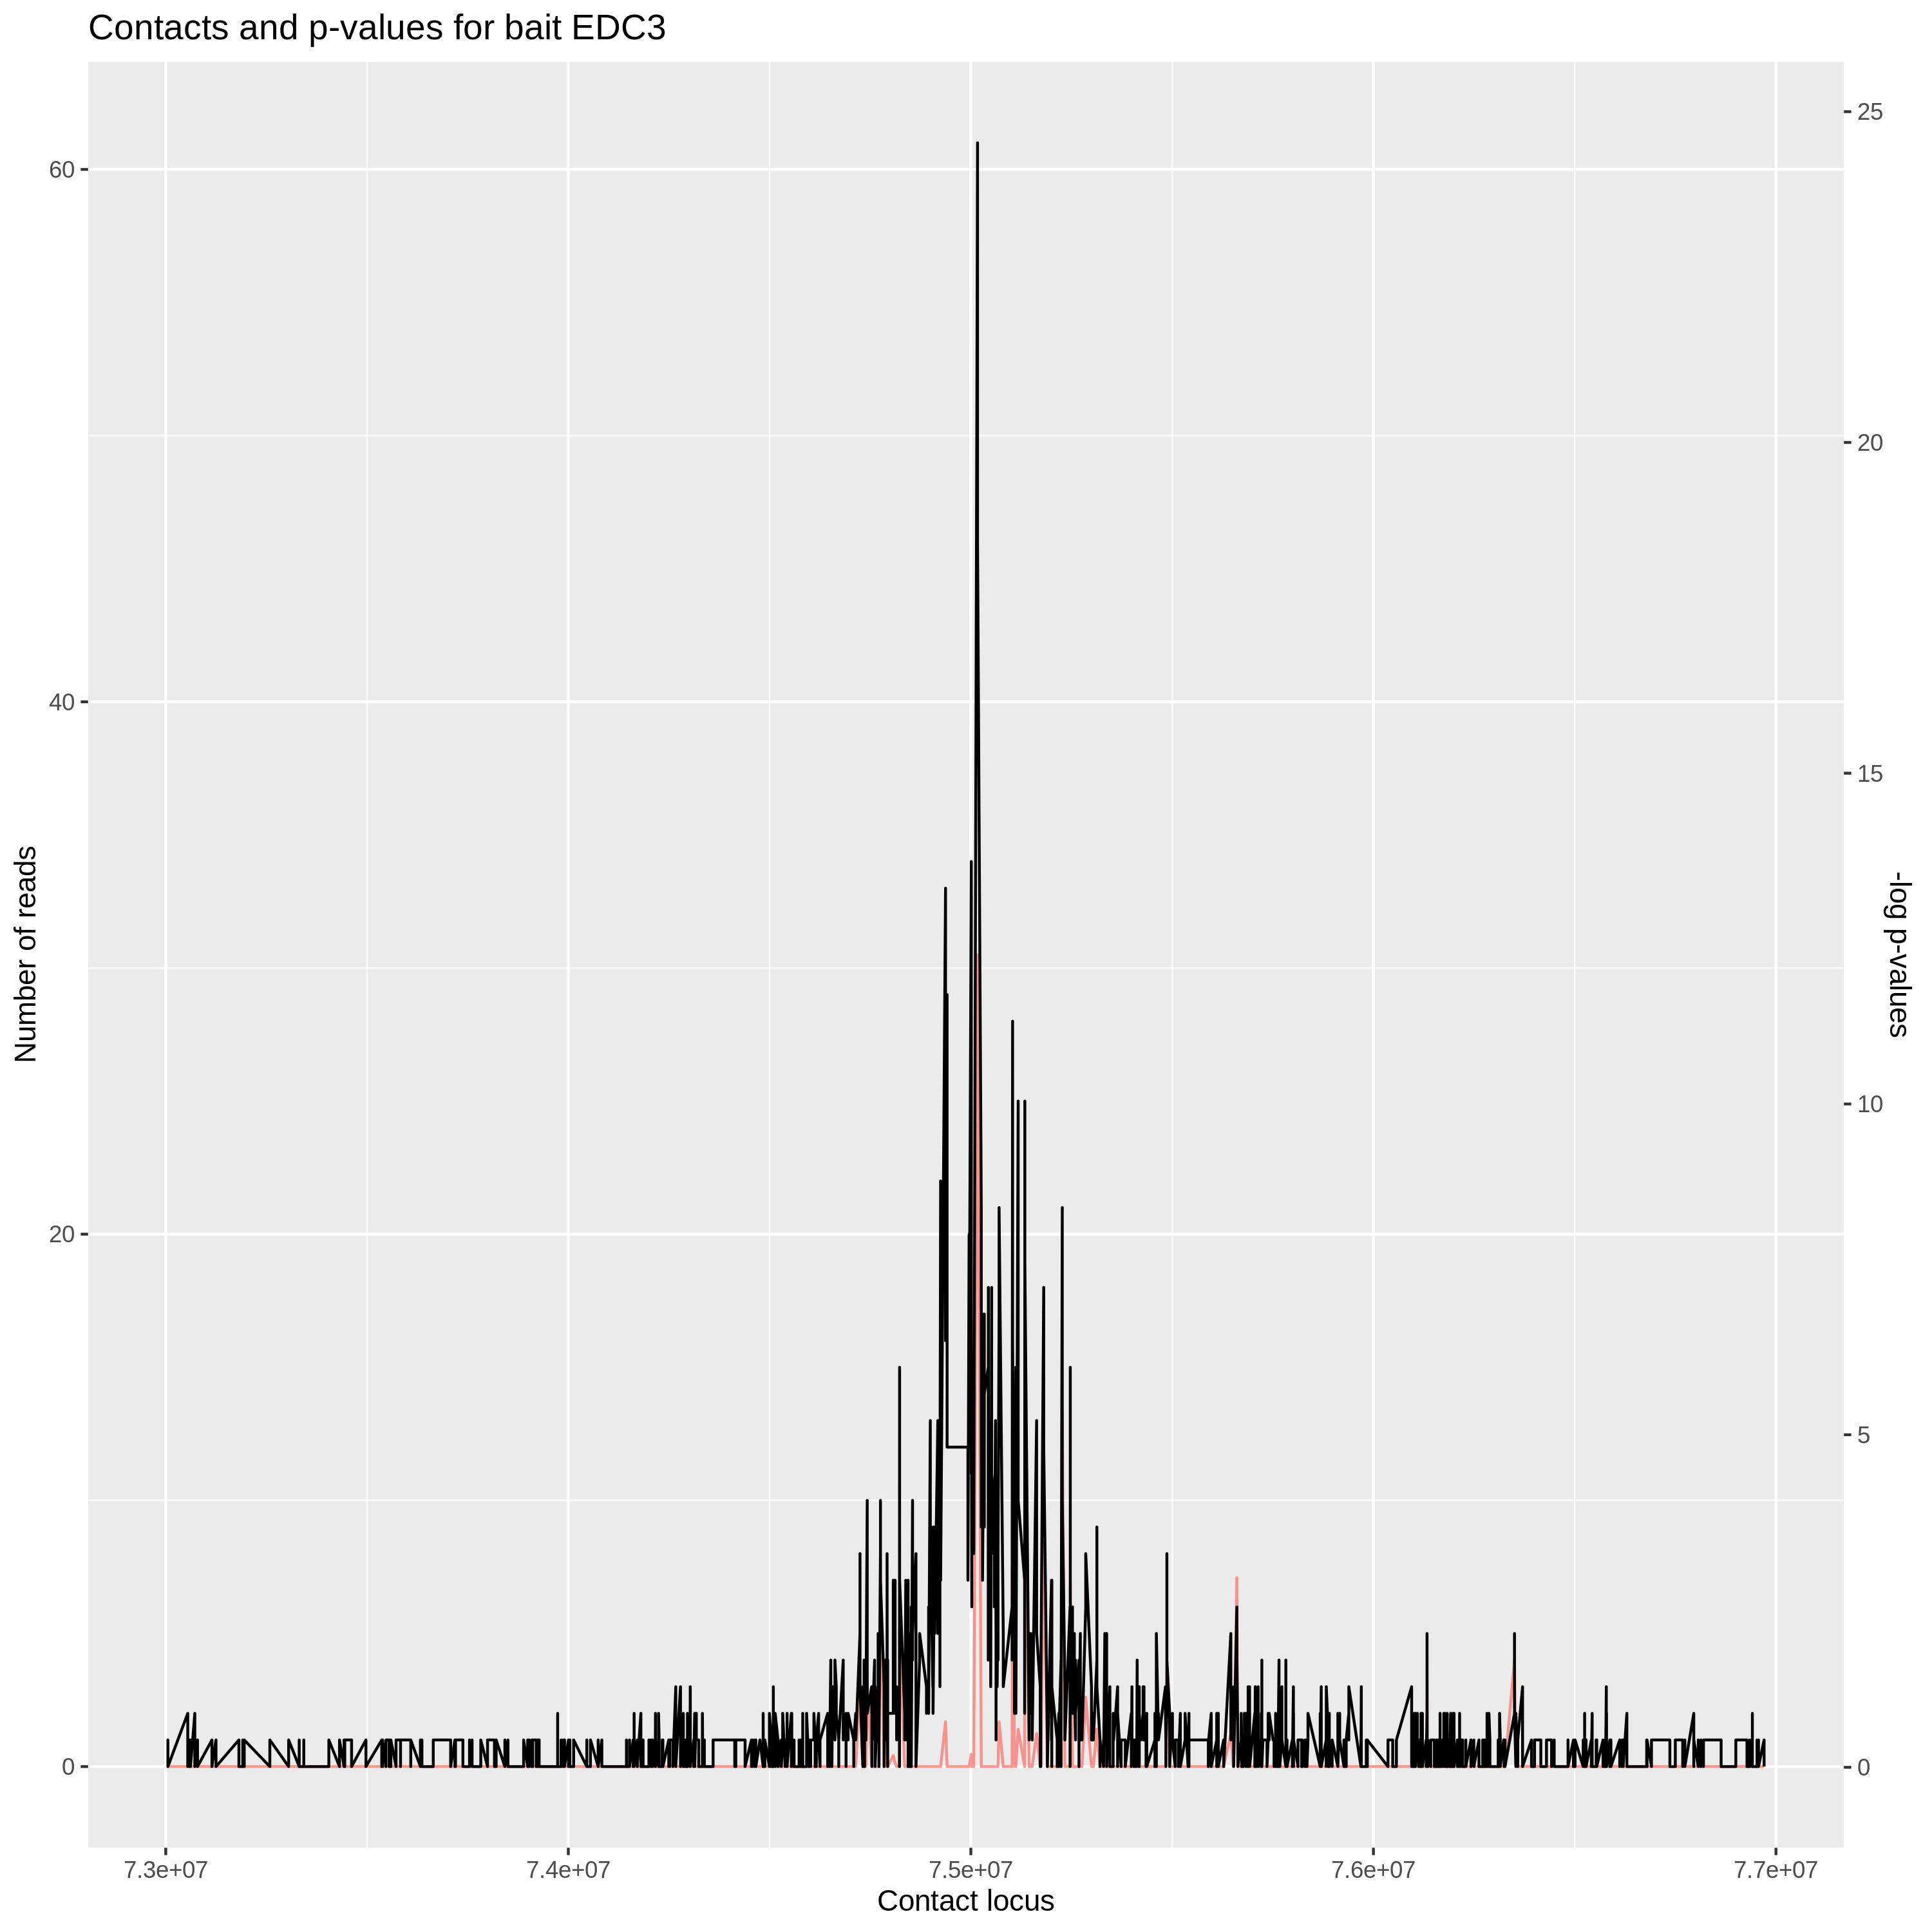 Contacts and p-values for bait EDC3
60
40
20
0
Number of reads
25
20
15
10
5
0
-log p-values
7.3e+07
7.4e+07
7.5e+07
7.6e+07
7.7e+07
Contact locus